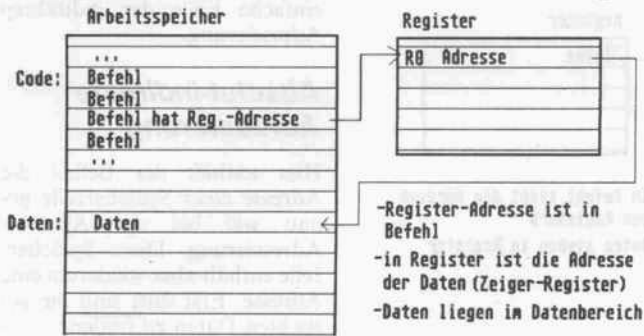 Arbeitsspeicher
...
Code:
Befehl
Befehl
Befehl hat Reg.-Adresse
Befehl
...
Daten:
Daten
Register
R0 Adresse
-Register-Adresse ist in
Befehl
-in Register ist die Adresse
der Daten (Zeiger-Register)
-Daten liegen im Datenbereich